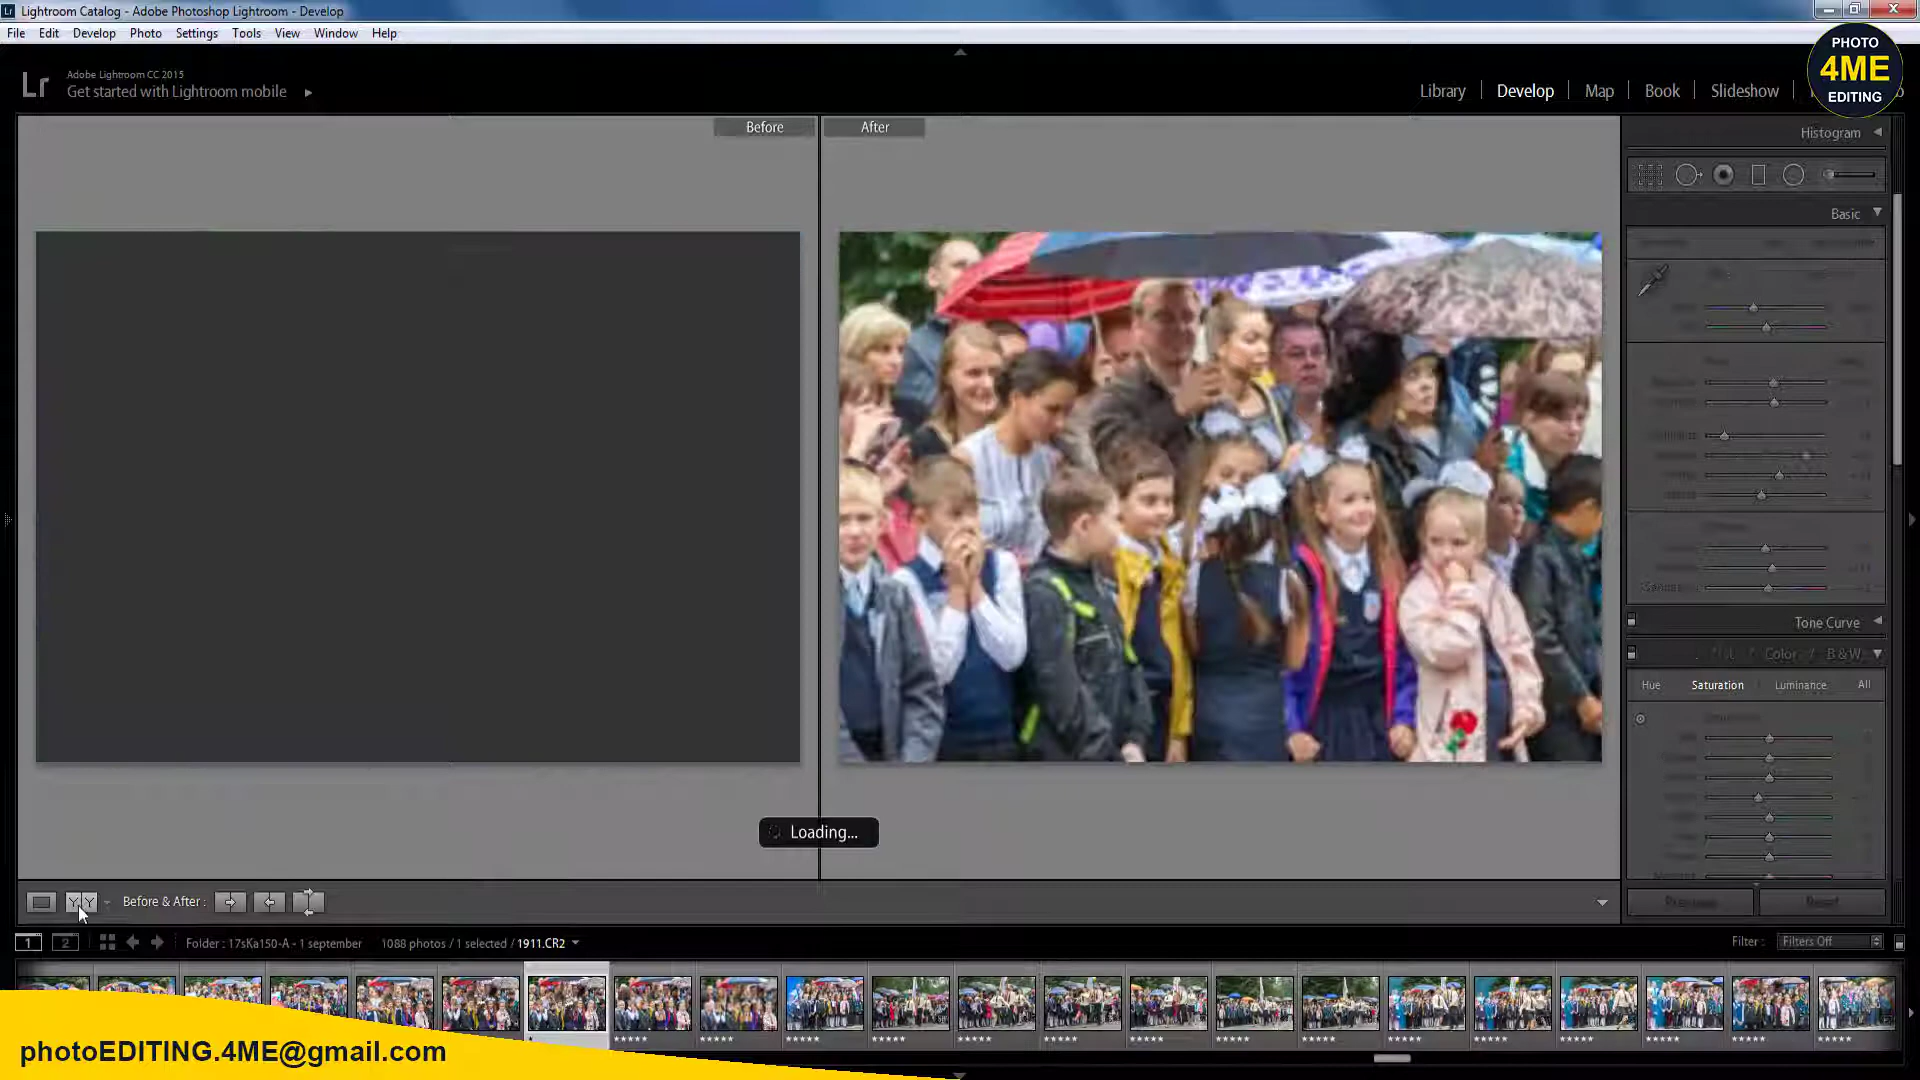 Lightroom Catalog - Adobe Photoshop Lightroom - Develop
File Edit Develop Photo Settings Tools View Window Help
PHOTO
4ME
EDITING
Lr
Adobe Lightroom CC 2015
Get started with Lightroom mobile
Library Develop Map Book Slideshow
Before After
Histogram
Basic
Tone Curve
Color / B & W
Hue Saturation Luminance All
Loading...
Before & After :
Reset
1 2 Folder : 17sKa150-A - 1 september 1088 photos / 1 selected / 1911.CR2
Filter : Filters Off
photoEDITING.4ME@gmail.com